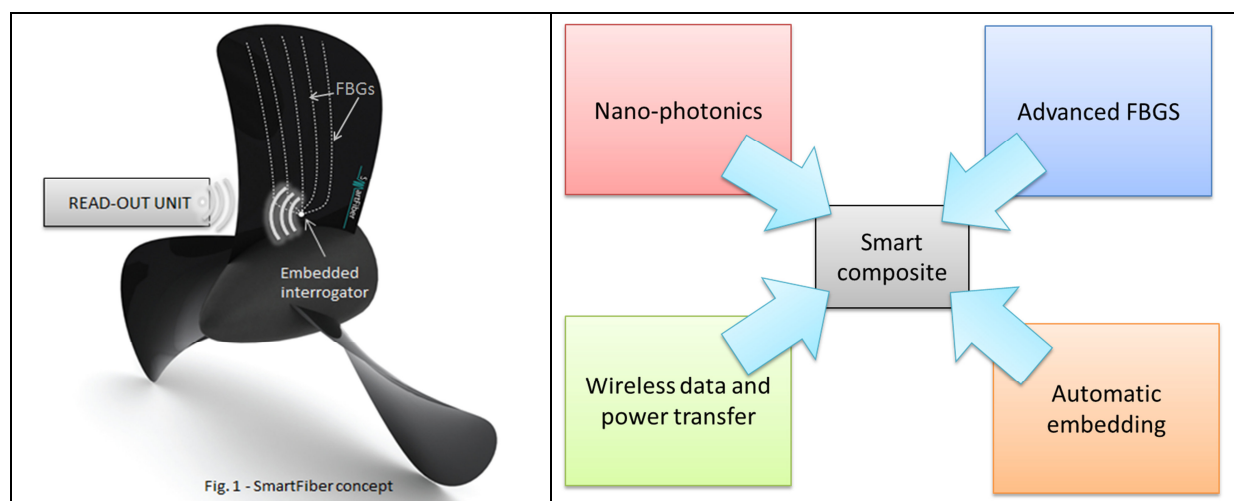 FBGs
READ-OUT UNIT
SmartFiber
Embedded
interrogator
Fig. 1 - SmartFiber concept
Nano-photonics
Advanced FBGS
Smart
composite
Wireless data and
power transfer
Automatic
embedding